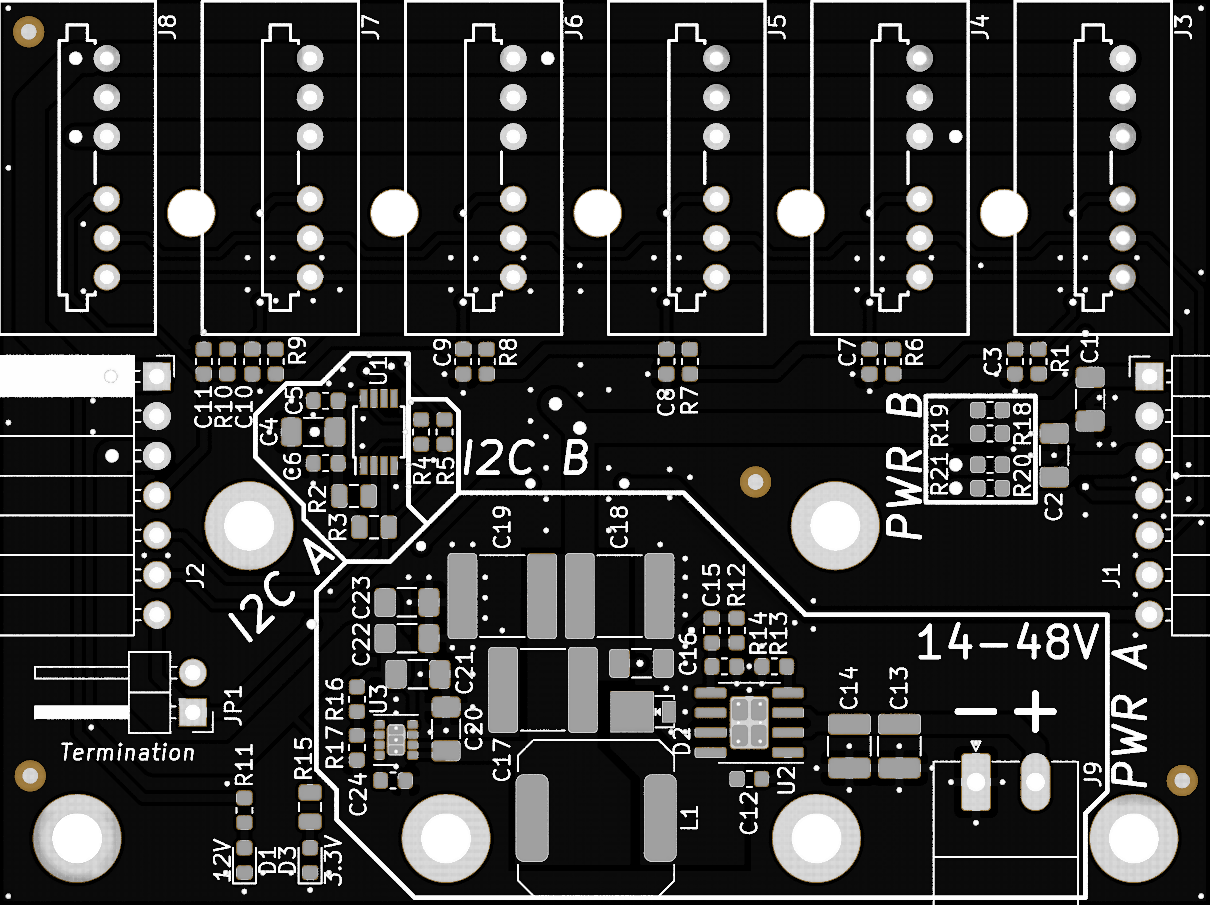 J8
J7
J6
J5
J4
J3
C11
R10
C10
R9
C9
R8
C8
R7
C7
R6
C3
R1
C1
U1
C5
C4
C6
R2
R3
R4
R5
I2C B
PWR B
R19
R18
R21
R20
C2
J2
I2C A
J1
C19
C18
C23
C22
C21
C15
R12
R14
R13
C16
14-48V
− +
PWR A
C14
C13
JP1
Termination
R16
U3
R17
C20
C24
C17
D2
U2
C12
L1
J9
R11
R15
12V
D1
D3
3.3V